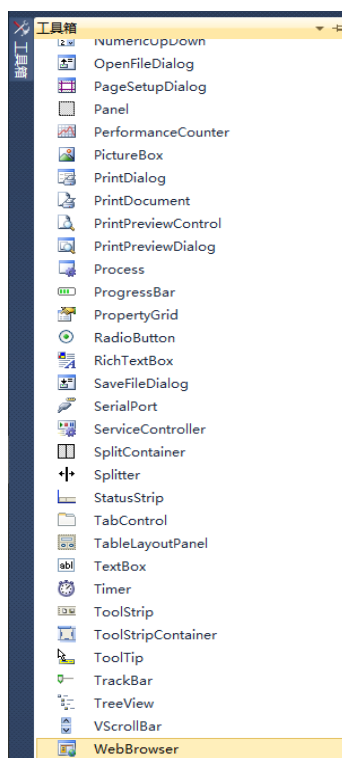 工具箱
工具箱
NumericUpDown
OpenFileDialog
PageSetupDialog
Panel
PerformanceCounter
PictureBox
PrintDialog
PrintDocument
PrintPreviewControl
PrintPreviewDialog
Process
ProgressBar
PropertyGrid
RadioButton
RichTextBox
SaveFileDialog
SerialPort
ServiceController
SplitContainer
Splitter
StatusStrip
TabControl
TableLayoutPanel
abl TextBox
Timer
ToolStrip
ToolStripContainer
ToolTip
TrackBar
TreeView
VScrollBar
WebBrowser